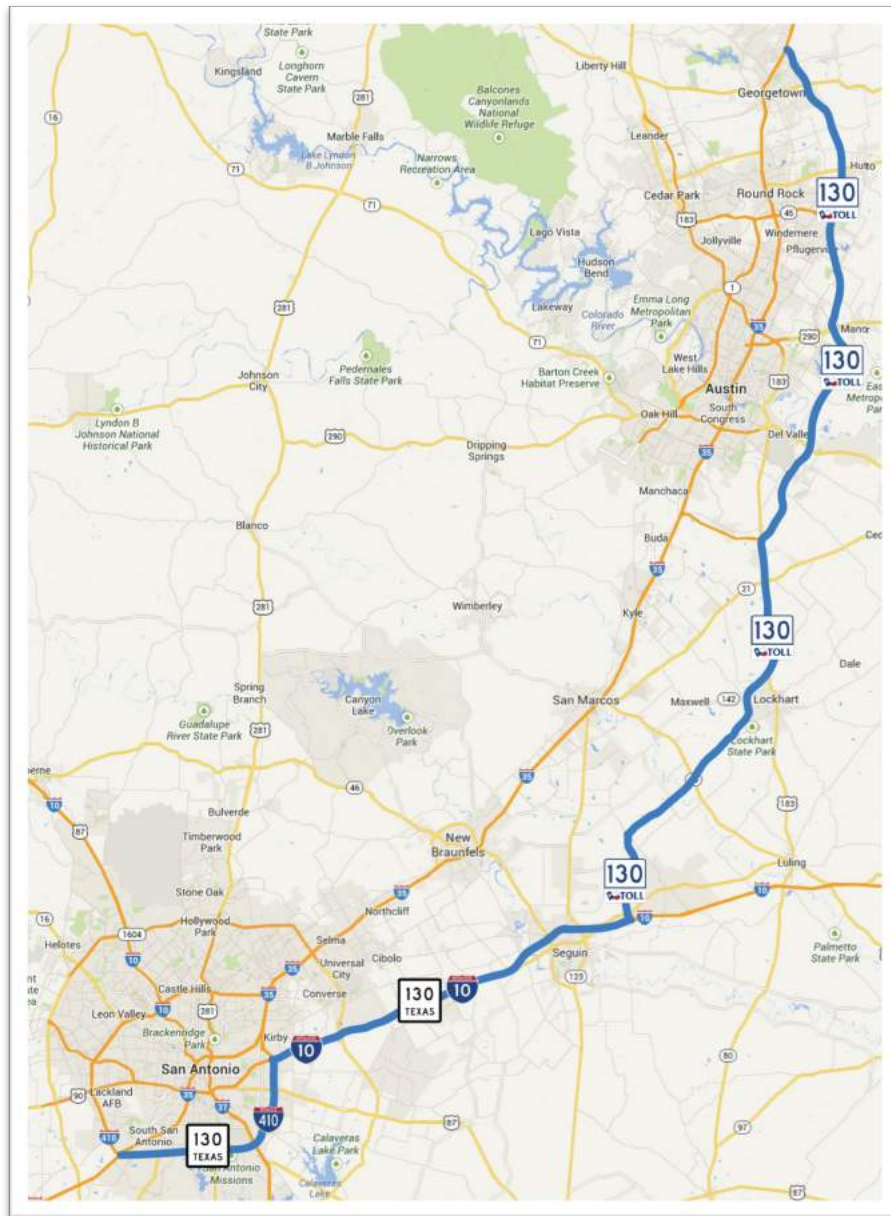 State Park
Longhorn
Cavern
State Park
Kingsland
281
Liberty Hill
Georgetown
Balcones
Canyonlands
National
Wildlife Refuge
16
Marble Falls
Leander
Lake Lyndon
B Johnson
Narrows
Recreation Area
Hutto
71
71
Cedar Park
Round Rock
130
TOLL
183
45
Windemere
Lago Vista
Jollyville
Pflugerville
Hudson
Bend
1
Emma Long
Metropolitan
Park
Lakeway
Colorado
River
281
35
290
Manor
71
West
Lake Hills
130
TOLL
Johnson
City
Pedernales
Falls State Park
Barton Creek
Habitat Preserve
183
Austin
Lyndon B
Johnson National
Historical Park
Oak Hill
South
Congress
290
Dripping
Springs
35
Del Valle
Manchaca
Blanco
Buda
35
21
281
Wimberley
Kyle
130
TOLL
Dale
Spring
Branch
Canyon
Lake
San Marcos
Maxwell
142
Lockhart
Guadalupe
River State Park
281
Overlook
Park
Lockhart
State Park
35
10
46
183
87
Bulverde
Timberwood
Park
New
Braunfels
Luling
130
TOLL
10
Stone Oak
35
Northcliff
10
16
Hollywood
Park
1604
Selma
Helotes
10
35
Universal
City
Cibolo
Seguin
Palmetto
State Park
123
Castle Hills
35
Converse
130
TEXAS
10
Leon Valley
10
281
Brackenridge
Park
Kirby
10
San Antonio
80
90
Lackland
AFB
35
37
410
87
97
410
South San
Antonio
130
TEXAS
San Antonio
Missions
Calaveras
Lake Park
Calaveras
Lake
87